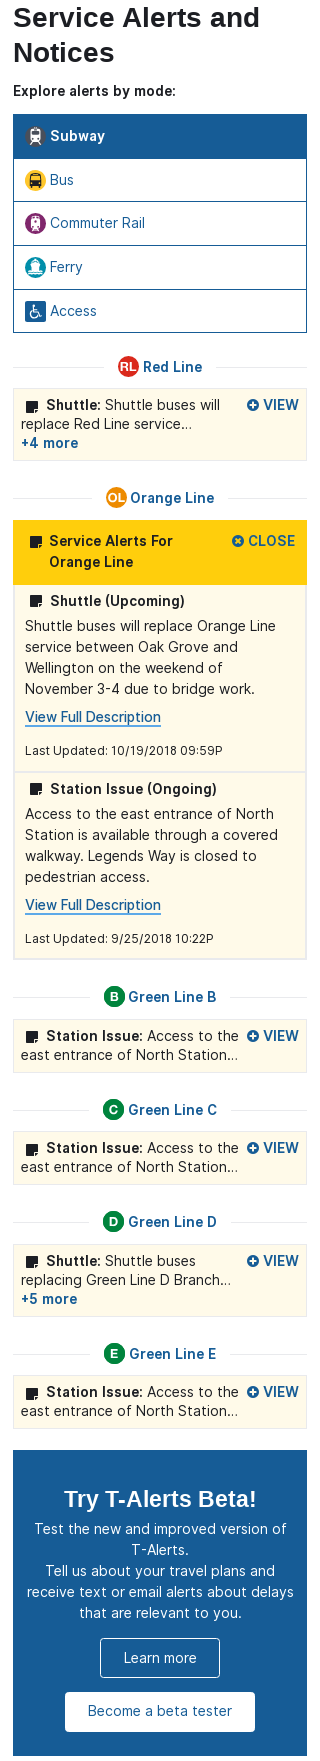 Service Alerts and
Notices
Explore alerts by mode:
Subway
Bus
Commuter Rail
Ferry
Access
RL Red Line
Shuttle: Shuttle buses will
replace Red Line service...
+4 more
VIEW
OL Orange Line
Service Alerts For
Orange Line
CLOSE
Shuttle (Upcoming)
Shuttle buses will replace Orange Line
service between Oak Grove and
Wellington on the weekend of
November 3-4 due to bridge work.
View Full Description
Last Updated: 10/19/2018 09:59P
Station Issue (Ongoing)
Access to the east entrance of North
Station is available through a covered
walkway. Legends Way is closed to
pedestrian access.
View Full Description
Last Updated: 9/25/2018 10:22P
B Green Line B
Station Issue: Access to the
east entrance of North Station...
VIEW
C Green Line C
Station Issue: Access to the
east entrance of North Station...
VIEW
D Green Line D
Shuttle: Shuttle buses
replacing Green Line D Branch...
+5 more
VIEW
E Green Line E
Station Issue: Access to the
east entrance of North Station...
VIEW
Try T-Alerts Beta!
Test the new and improved version of
T-Alerts.
Tell us about your travel plans and
receive text or email alerts about delays
that are relevant to you.
Learn more
Become a beta tester